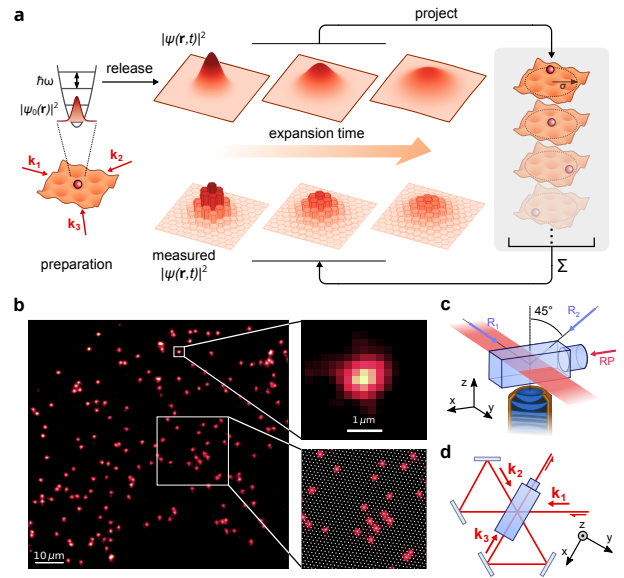 a
project
|ψ(r,t)|²
release
ħω
|ψ₀(r)|²
σ
expansion time
k₁
k₂
k₃
preparation
measured
|ψ(r,t)|²
Σ
b
1 μm
10 μm
c
45°
R₁
R₂
RP
z
x
y
d
k₂
k₁
k₃
z
x
y